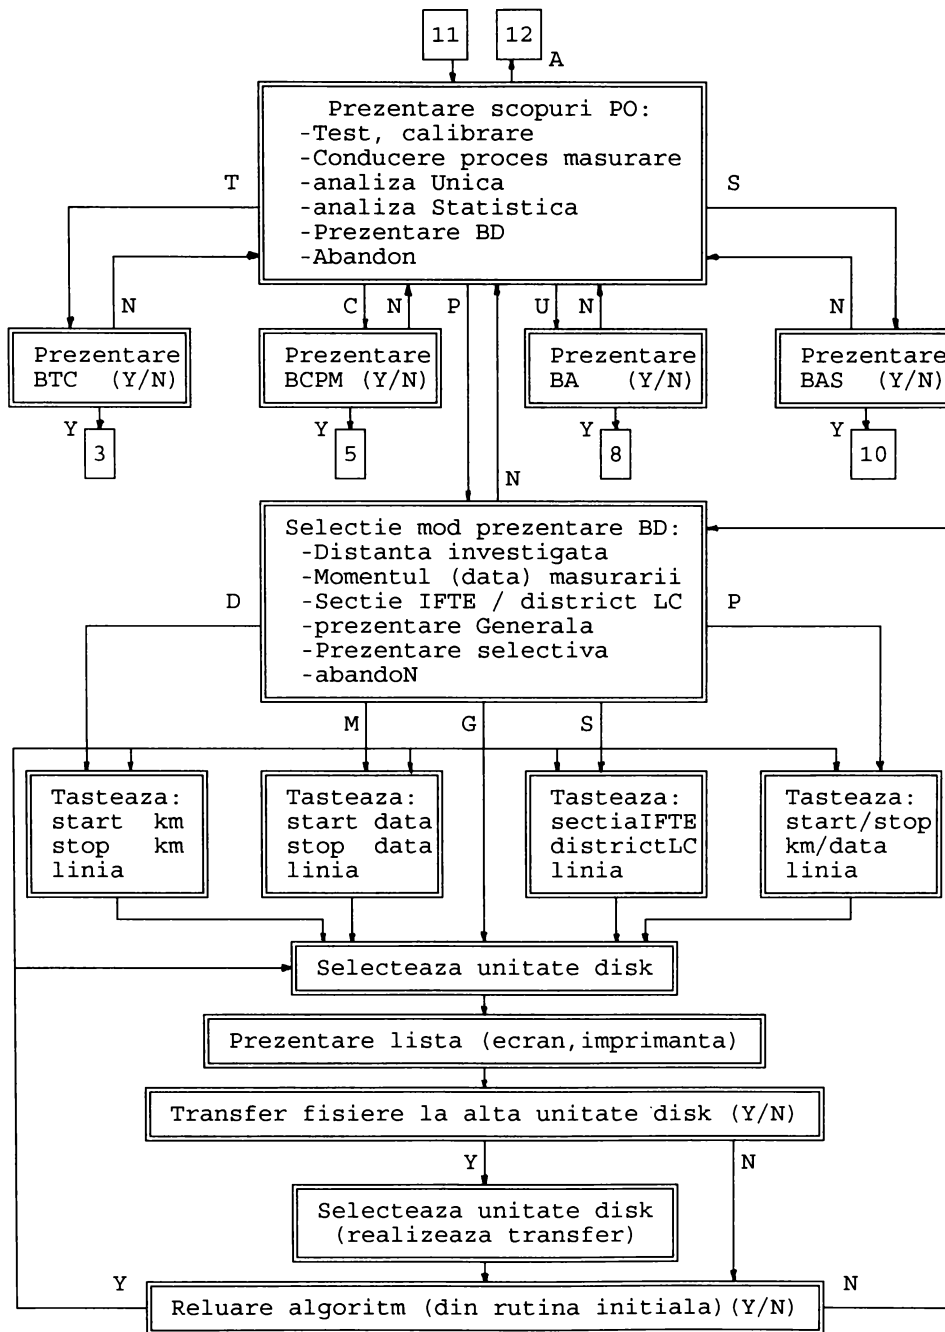 11 12
A
Prezentare scopuri PO:
-Test, calibrare
-Conducere proces masurare
-analiza Unica
-analiza Statistica
-Prezentare BD
-Abandon
T
S
N
C N P U N
N
Prezentare
BTC (Y/N)
Prezentare
BCPM (Y/N)
Prezentare
BA (Y/N)
Prezentare
BAS (Y/N)
Y 3
Y 5
Y 8
Y 10
N
Selectie mod prezentare BD:
-Distanta investigata
-Momentul (data) masurarii
-Sectie IFTE / district LC
-prezentare Generala
-Prezentare selectiva
-abandoN
D
P
M G S
Tasteaza:
start km
stop km
linia
Tasteaza:
start data
stop data
linia
Tasteaza:
sectiaIFTE
districtLC
linia
Tasteaza:
start/stop
km/data
linia
Selecteaza unitate disk
Prezentare lista (ecran,imprimanta)
Transfer fisiere la alta unitate disk (Y/N)
Y N
Selecteaza unitate disk
(realizeaza transfer)
Y N
Reluare algoritm (din rutina initiala)(Y/N)